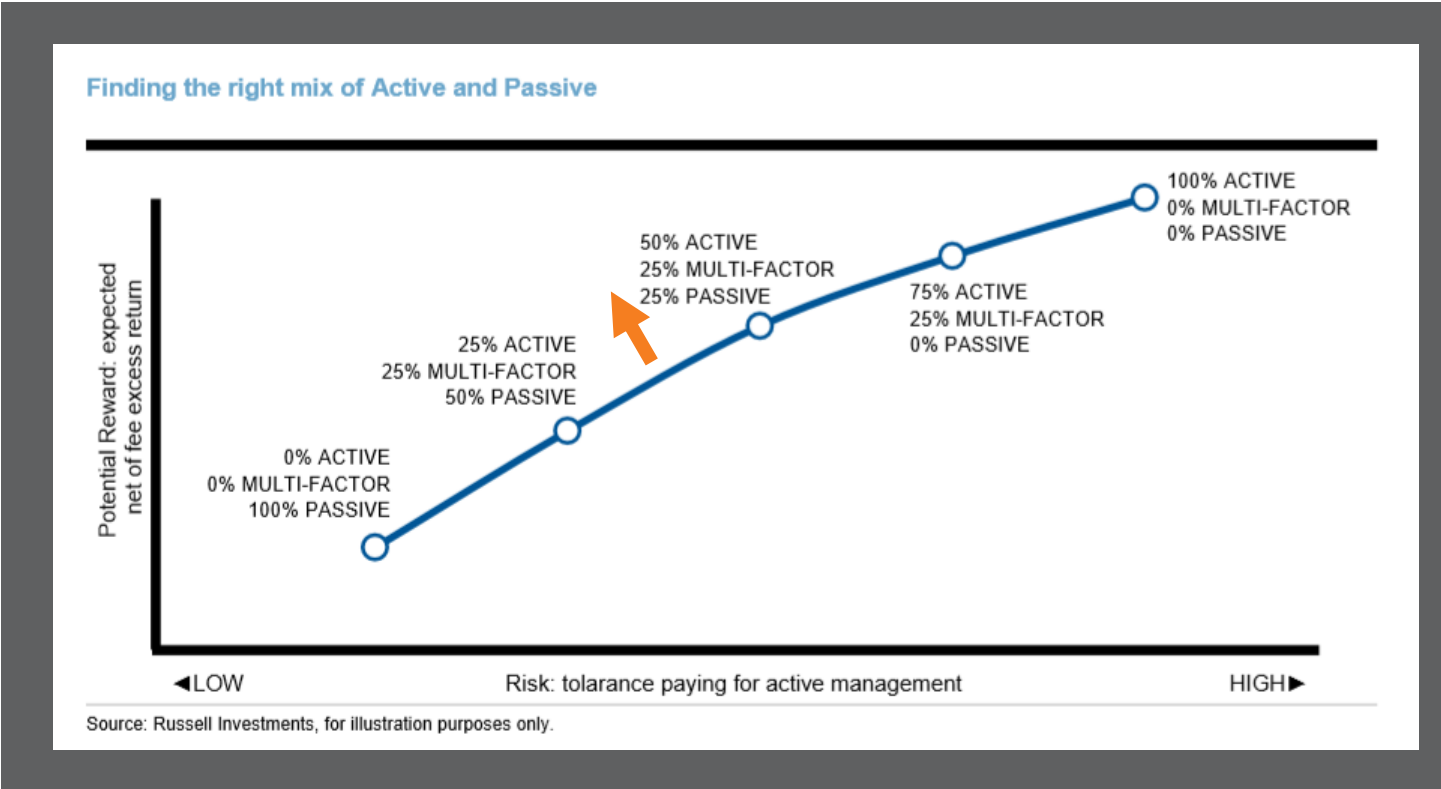 Finding the right mix of Active and Passive
100% ACTIVE
0% MULTI-FACTOR
0% PASSIVE
50% ACTIVE
25% MULTI-FACTOR
25% PASSIVE
75% ACTIVE
25% MULTI-FACTOR
0% PASSIVE
25% ACTIVE
25% MULTI-FACTOR
50% PASSIVE
0% ACTIVE
0% MULTI-FACTOR
100% PASSIVE
Potential Reward: expected
net of fee excess return
◄LOW
Risk: tolarance paying for active management
HIGH►
Source: Russell Investments, for illustration purposes only.